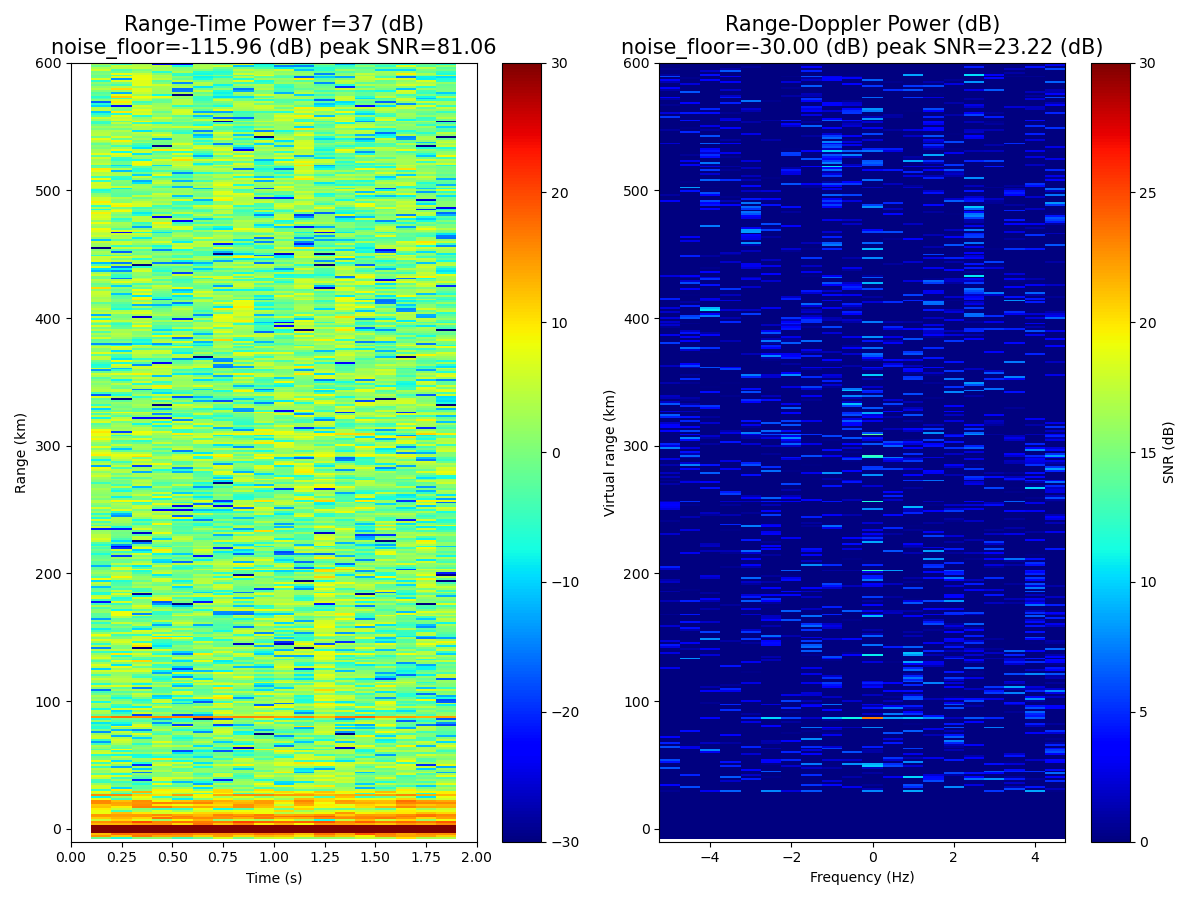 Range-Time Power f=37 (dB)
noise_floor=-115.96 (dB) peak SNR=81.06
Range-Doppler Power (dB)
noise_floor=-30.00 (dB) peak SNR=23.22 (dB)
600
500
400
300
200
100
0
Range (km)
0.00 0.25 0.50 0.75 1.00 1.25 1.50 1.75 2.00
Time (s)
30
20
10
0
−10
−20
−30
600
500
400
300
200
100
0
Virtual range (km)
−4 −2 0 2 4
Frequency (Hz)
30
25
20
15
10
5
0
SNR (dB)